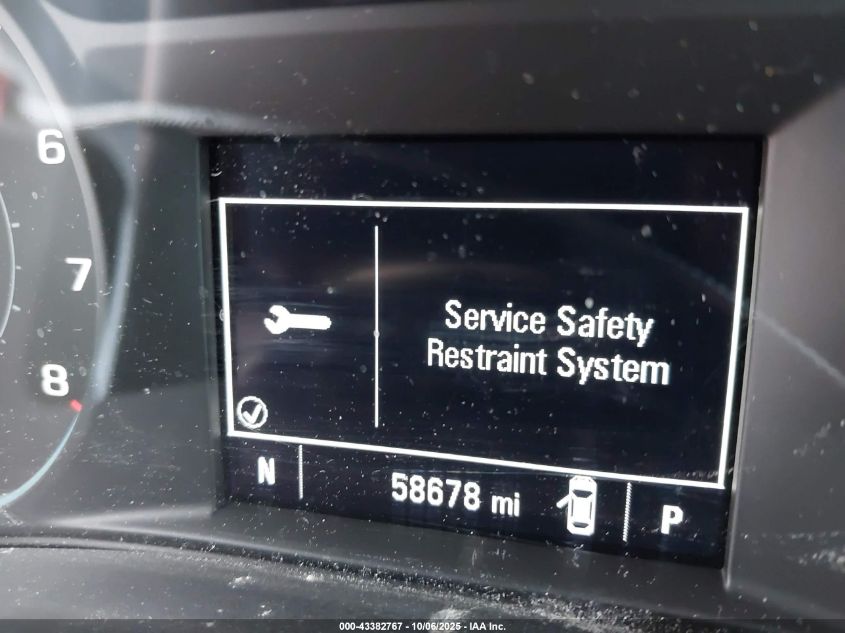 6
7
8
Service Safety
Restraint System
N 58678 mi P
000-43382767 - 10/06/2025 - IAA Inc.